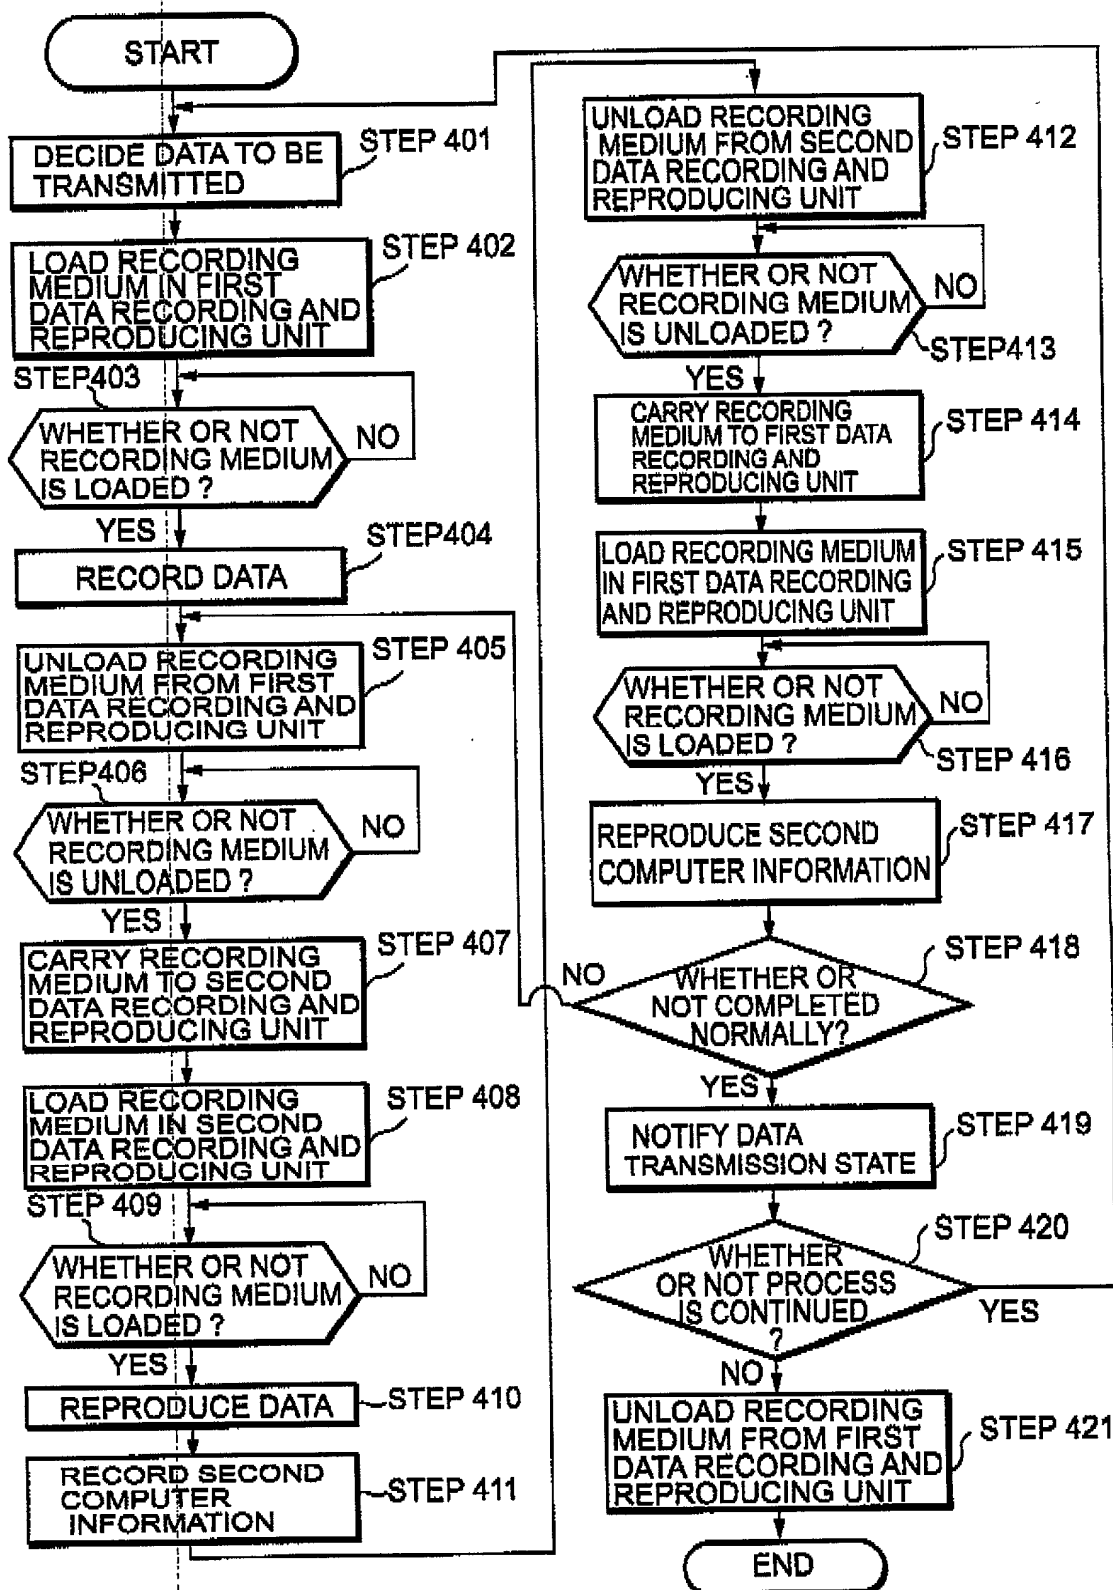 START
DECIDE DATA TO BE
TRANSMITTED
STEP 401
LOAD RECORDING
MEDIUM IN FIRST
DATA RECORDING AND
REPRODUCING UNIT
STEP 402
STEP403
WHETHER OR NOT
RECORDING MEDIUM
IS LOADED ?
NO
YES
STEP404
RECORD DATA
UNLOAD RECORDING
MEDIUM FROM FIRST
DATA RECORDING AND
REPRODUCING UNIT
STEP 405
STEP406
WHETHER OR NOT
RECORDING MEDIUM
IS UNLOADED ?
NO
YES
CARRY RECORDING
MEDIUM TO SECOND
DATA RECORDING AND
REPRODUCING UNIT
STEP 407
LOAD RECORDING
MEDIUM IN SECOND
DATA RECORDING AND
REPRODUCING UNIT
STEP 408
STEP 409
WHETHER OR NOT
RECORDING MEDIUM
IS LOADED ?
NO
YES
REPRODUCE DATA
STEP 410
RECORD SECOND
COMPUTER
INFORMATION
STEP 411
UNLOAD RECORDING
MEDIUM FROM SECOND
DATA RECORDING AND
REPRODUCING UNIT
STEP 412
WHETHER OR NOT
RECORDING MEDIUM
IS UNLOADED ?
NO
STEP413
YES
CARRY RECORDING
MEDIUM TO FIRST DATA
RECORDING AND
REPRODUCING UNIT
STEP 414
LOAD RECORDING MEDIUM
IN FIRST DATA RECORDING
AND REPRODUCING UNIT
STEP 415
WHETHER OR NOT
RECORDING MEDIUM
IS LOADED ?
NO
STEP 416
YES
REPRODUCE SECOND
COMPUTER INFORMATION
STEP 417
STEP 418
NO
WHETHER OR
NOT COMPLETED
NORMALLY?
YES
NOTIFY DATA
TRANSMISSION STATE
STEP 419
STEP 420
WHETHER
OR NOT PROCESS
IS CONTINUED
?
YES
NO
UNLOAD RECORDING
MEDIUM FROM FIRST
DATA RECORDING AND
REPRODUCING UNIT
STEP 421
END